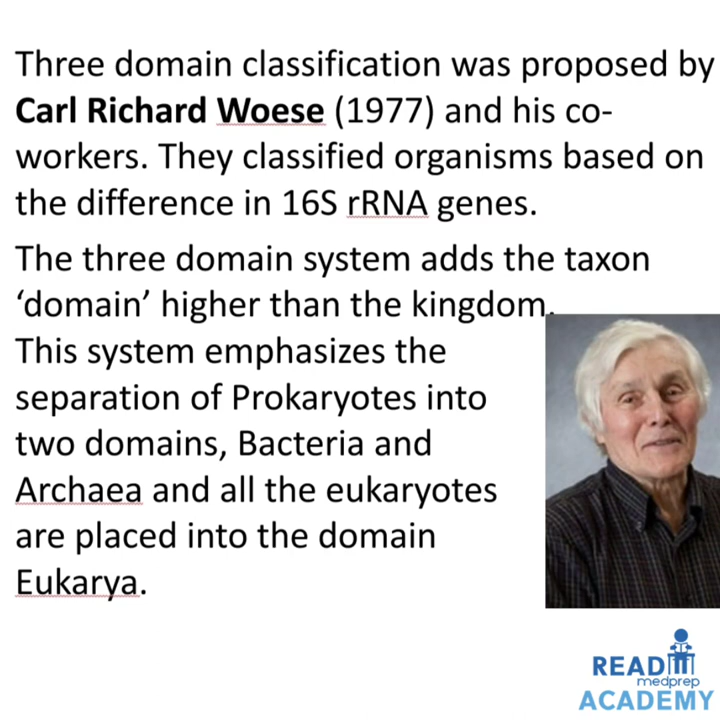 Three domain classification was proposed by
Carl Richard Woese (1977) and his co-
workers. They classified organisms based on
the difference in 16S rRNA genes.
The three domain system adds the taxon
‘domain’ higher than the kingdom.
This system emphasizes the
separation of Prokaryotes into
two domains, Bacteria and
Archaea and all the eukaryotes
are placed into the domain
Eukarya.
READ
medprep
ACADEMY